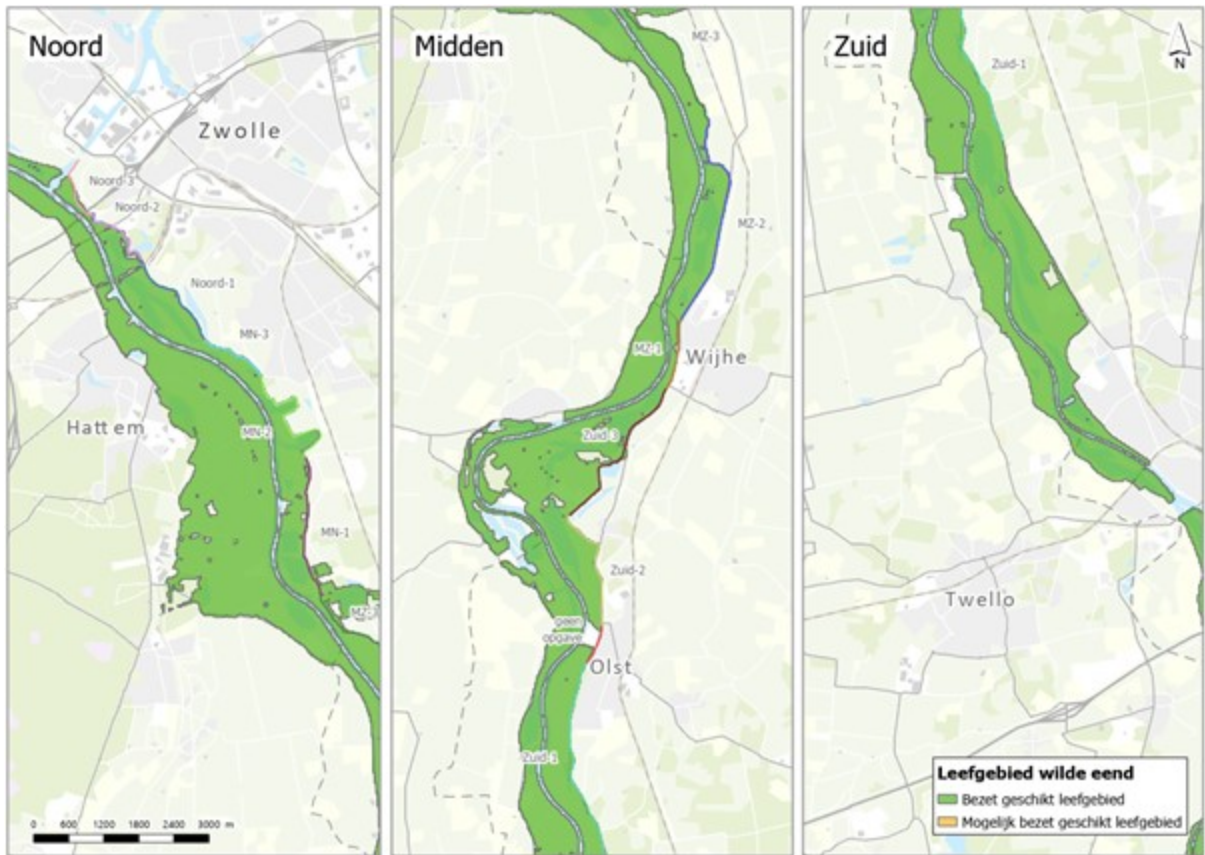 Noord
Zwolle
Noord-3
Noord-2
Noord-1
MN-3
Hattem
MN-2
MN-1
MZ-3
0 600 1200 1800 2400 3000 m
Midden
MZ-3
MZ-2
MZ-1
Wijhe
Zuid-3
Zuid-2
geen
opgave
Olst
Zuid-1
Zuid
N
Zuid-1
Twello
Leefgebied wilde eend
Bezet geschikt leefgebied
Mogelijk bezet geschikt leefgebied